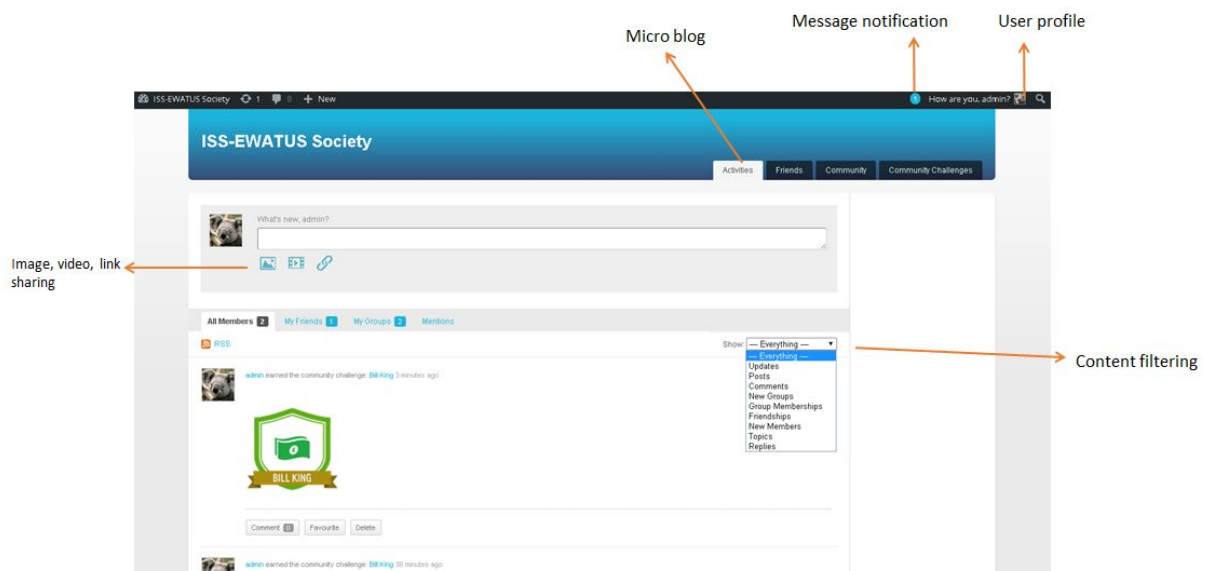 Message notification
User profile
Micro blog
ISS-EWATUS Society 1 0 + New
1 How are you, admin?
ISS-EWATUS Society
Activities Friends Community Community Challenges
What's new, admin?
Image, video, link
sharing
All Members 2 My Friends 1 My Groups 2 Mentions
RSS
Show: — Everything —
— Everything —
Updates
Posts
Comments
New Groups
Group Memberships
Friendships
New Members
Topics
Replies
Content filtering
admin earned the community challenge: Bill King 3 minutes ago
BILL KING
Comment 0 Favourite Delete
admin earned the community challenge: Bill King 38 minutes ago